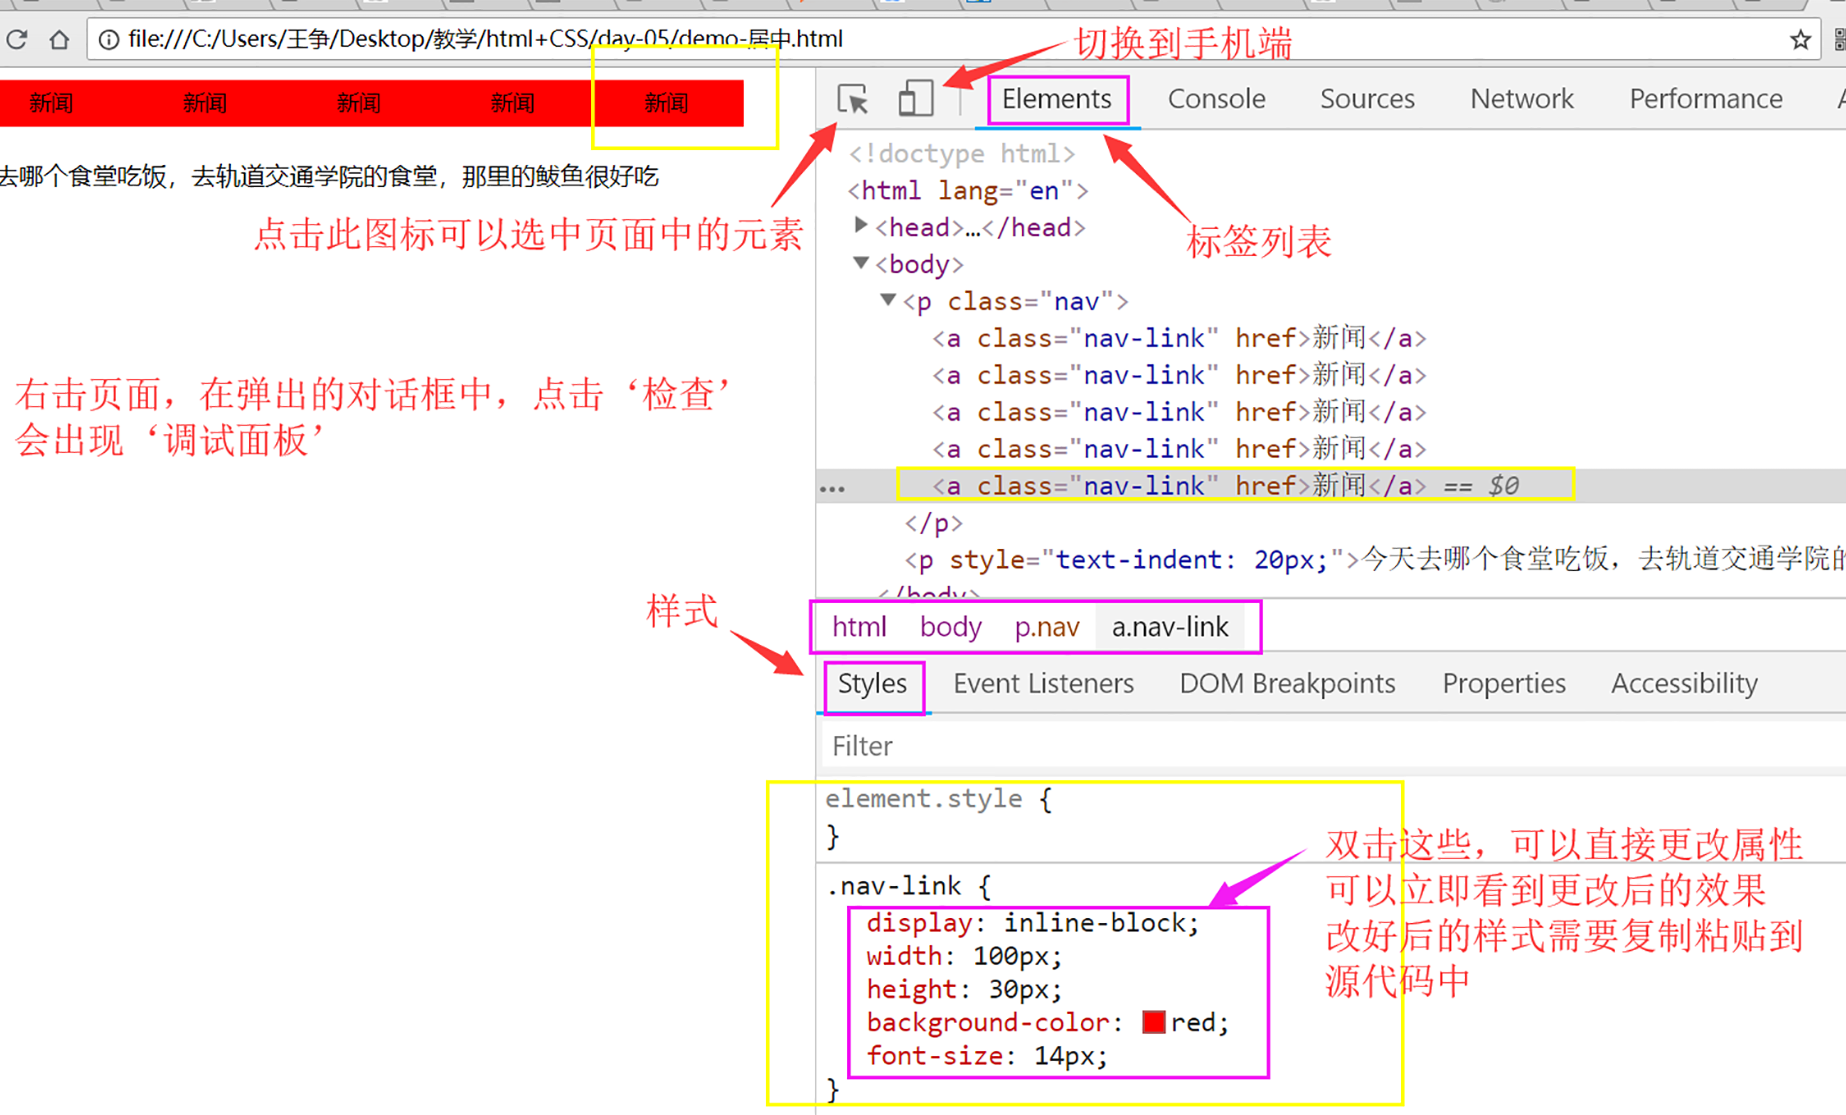 file:///C:/Users/王争/Desktop/教学/html+CSS/day-05/demo-居中.html
切换到手机端
新闻 新闻 新闻 新闻 新闻
Elements Console Sources Network Performance
去哪个食堂吃饭，去轨道交通学院的食堂，那里的鲅鱼很好吃
点击此图标可以选中页面中的元素
标签列表
<!doctype html>
<html lang="en">
<head>…</head>
<body>
<p class="nav">
<a class="nav-link" href>新闻</a>
<a class="nav-link" href>新闻</a>
<a class="nav-link" href>新闻</a>
<a class="nav-link" href>新闻</a>
<a class="nav-link" href>新闻</a> == $0
</p>
<p style="text-indent: 20px;">今天去哪个食堂吃饭，去轨道交通学院的
</body>
右击页面，在弹出的对话框中，点击‘检查’
会出现‘调试面板’
样式
html body p.nav a.nav-link
Styles Event Listeners DOM Breakpoints Properties Accessibility
Filter
element.style {
}
.nav-link {
display: inline-block;
width: 100px;
height: 30px;
background-color: red;
font-size: 14px;
}
双击这些，可以直接更改属性
可以立即看到更改后的效果
改好后的样式需要复制粘贴到
源代码中